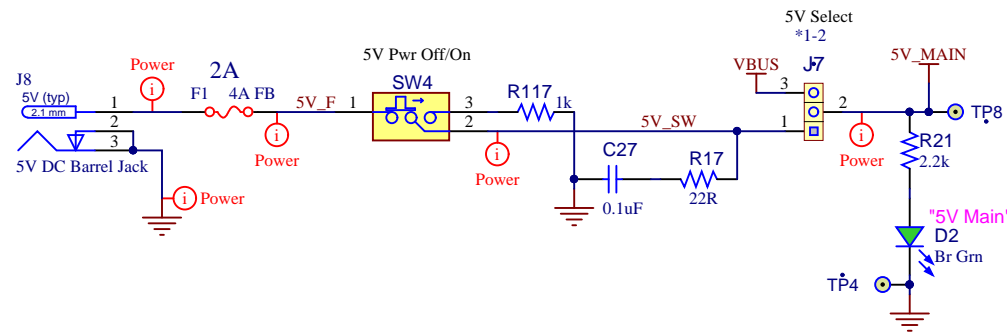 5V Select
*1-2
5V Pwr Off/On
J7
VBUS
5V_MAIN
Power
2A
SW4
J8
5V (typ)
2.1 mm
1
F1
4A FB
5V_F
1
3
R117
1k
3
2
TP8
2
3
2
5V_SW
1
5V DC Barrel Jack
Power
Power
Power
R21
2.2k
C27
0.1uF
R17
22R
Power
"5V Main"
D2
Br Grn
TP4